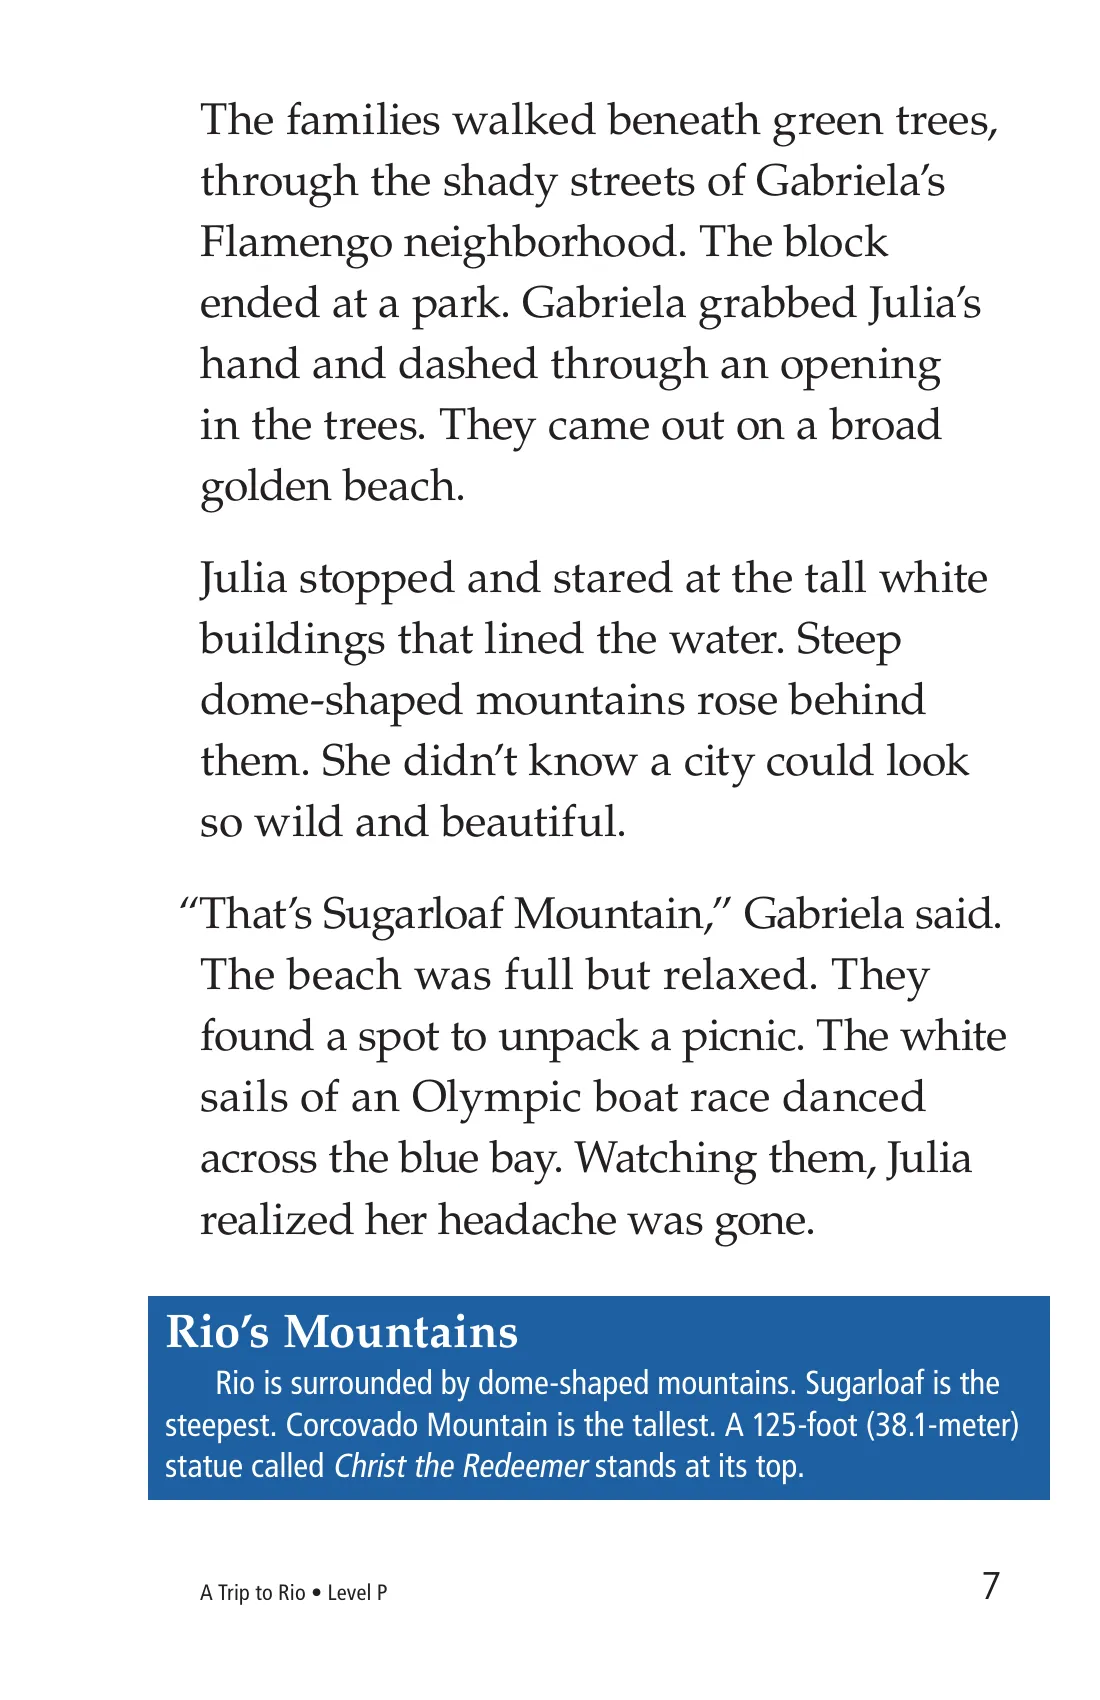 The families walked beneath green trees,
through the shady streets of Gabriela’s
Flamengo neighborhood. The block
ended at a park. Gabriela grabbed Julia’s
hand and dashed through an opening
in the trees. They came out on a broad
golden beach.
Julia stopped and stared at the tall white
buildings that lined the water. Steep
dome-shaped mountains rose behind
them. She didn’t know a city could look
so wild and beautiful.
“That’s Sugarloaf Mountain,” Gabriela said.
The beach was full but relaxed. They
found a spot to unpack a picnic. The white
sails of an Olympic boat race danced
across the blue bay. Watching them, Julia
realized her headache was gone.
Rio’s Mountains
Rio is surrounded by dome-shaped mountains. Sugarloaf is the
steepest. Corcovado Mountain is the tallest. A 125-foot (38.1-meter)
statue called Christ the Redeemer stands at its top.
A Trip to Rio • Level P
7